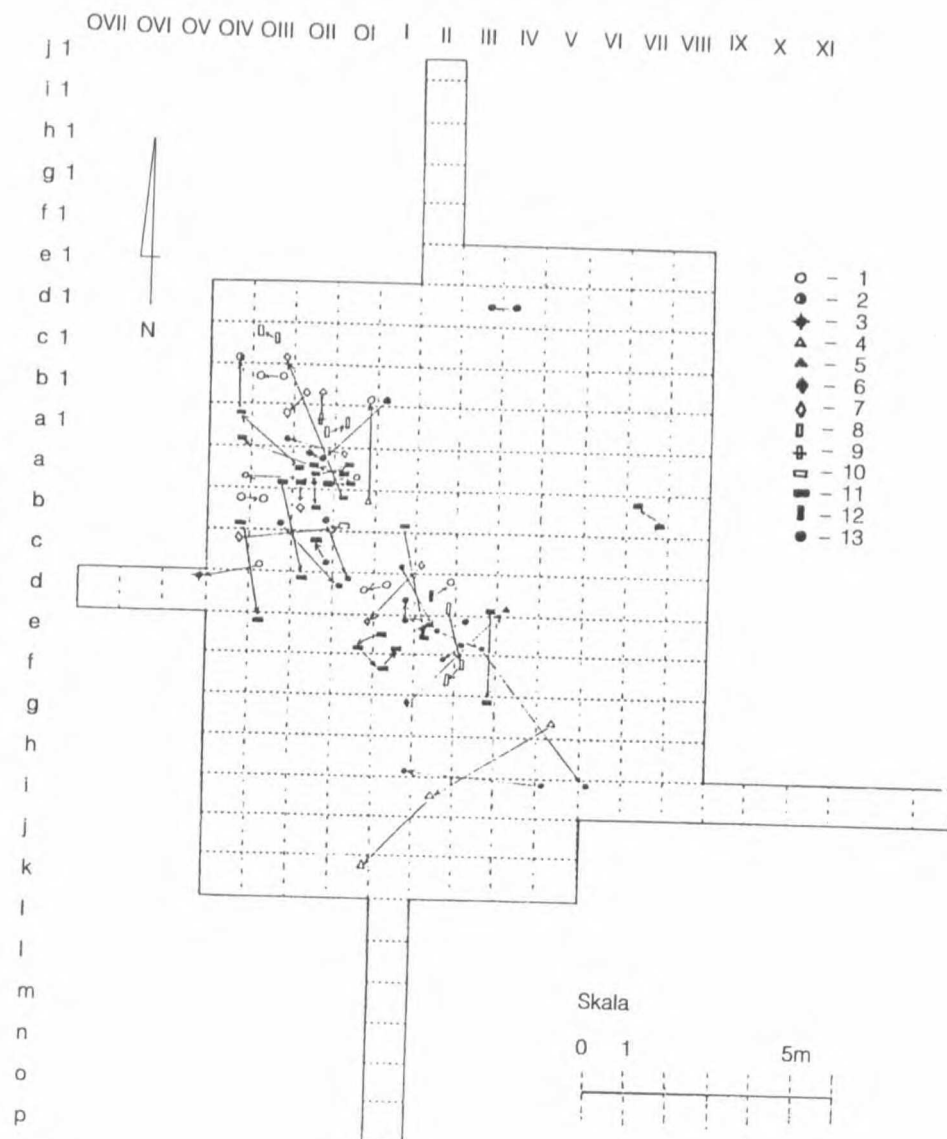 OVII OVI OV OIV OIII OII OI I II III IV V VI VII VIII IX X XI
j 1
i 1
h 1
g 1
f 1
e 1
d 1
c 1
b 1
a 1
a
b
c
d
e
f
g
h
i
j
k
l
l
m
n
o
p
N
– 1
– 2
– 3
– 4
– 5
– 6
– 7
– 8
– 9
– 10
– 11
– 12
– 13
Skala
0 1 5m